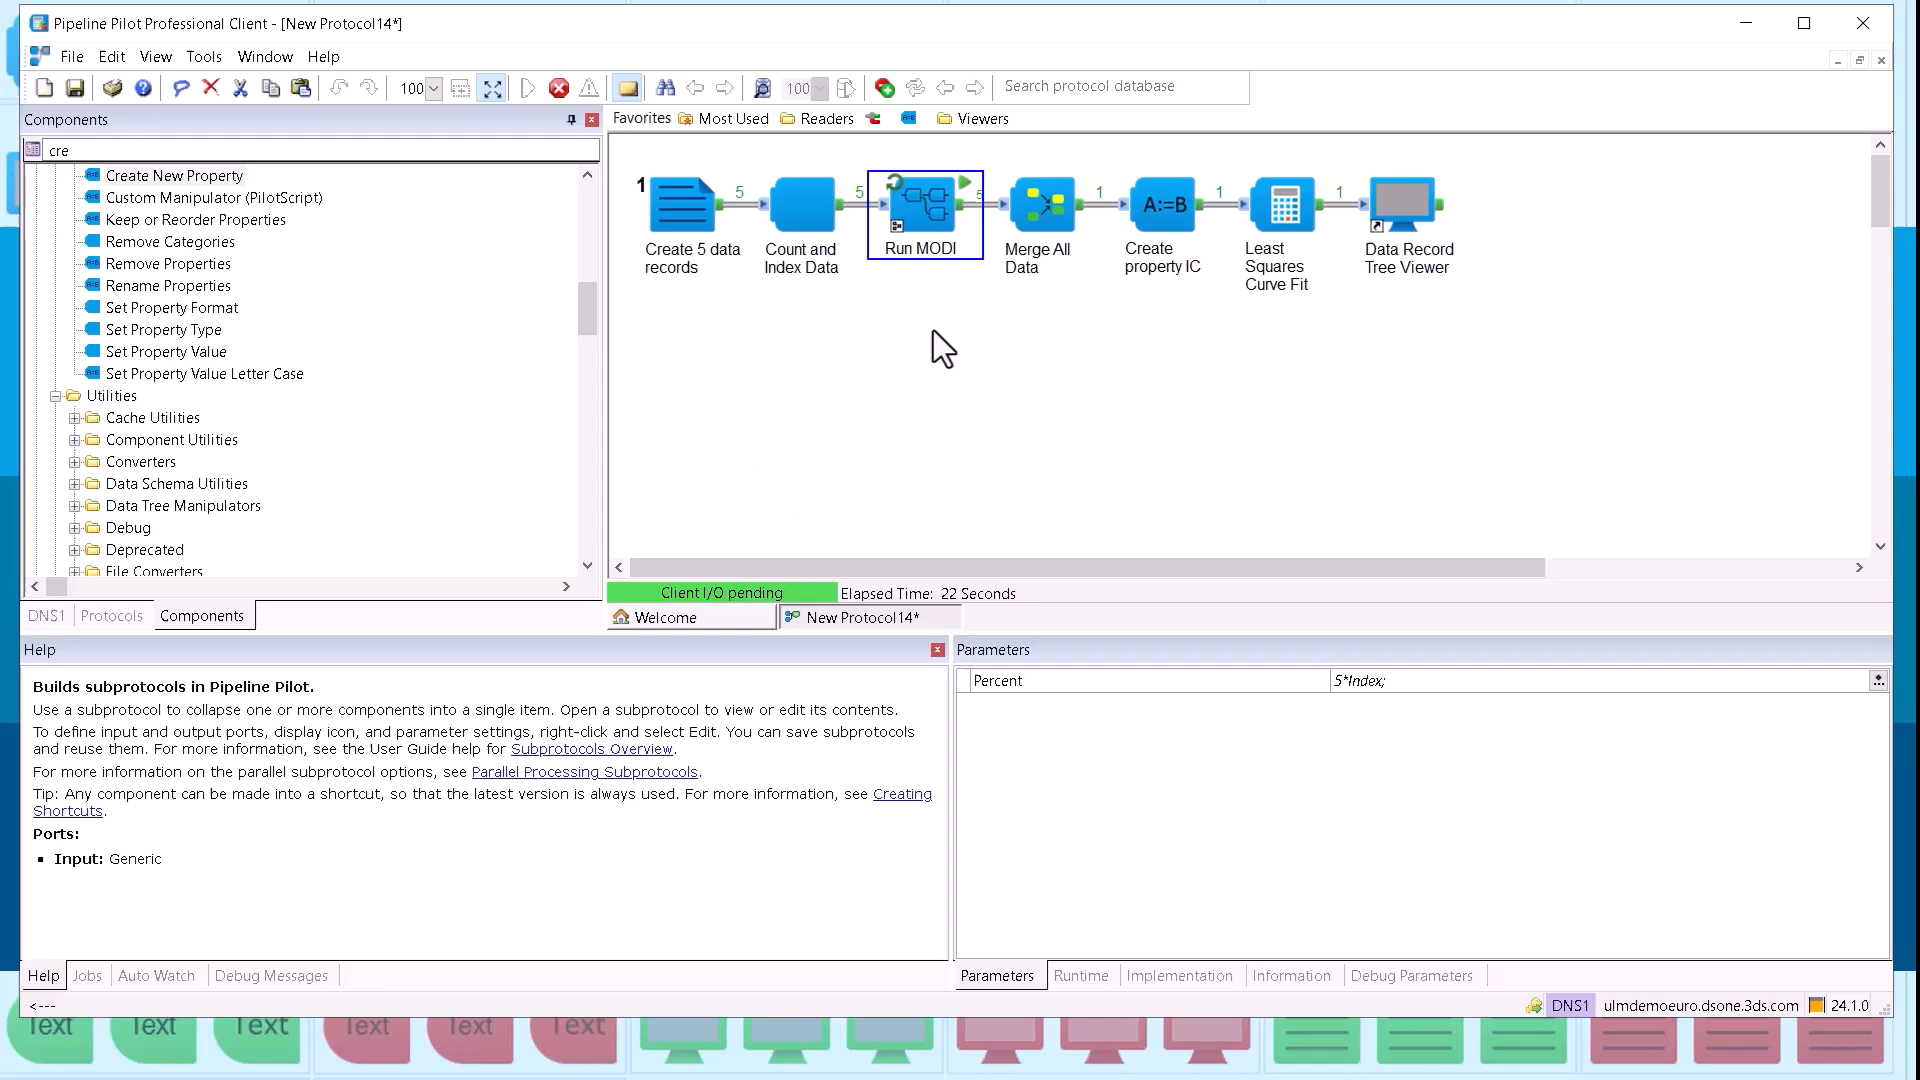 Pipeline Pilot Professional Client - [New Protocol14*]
File Edit View Tools Window Help
100 100 Search protocol database
Components
Favorites Most Used Readers Viewers
cre
Create New Property
Custom Manipulator (PilotScript)
Keep or Reorder Properties
Remove Categories
Remove Properties
Rename Properties
Set Property Format
Set Property Type
Set Property Value
Set Property Value Letter Case
Utilities
Cache Utilities
Component Utilities
Converters
Data Schema Utilities
Data Tree Manipulators
Debug
Deprecated
File Converters
DNS1 Protocols Components
1 5 5 5 1 1 1
A:=B
Create 5 data
records
Count and
Index Data
Run MODI
Merge All
Data
Create
property IC
Least
Squares
Curve Fit
Data Record
Tree Viewer
Client I/O pending Elapsed Time: 22 Seconds
Welcome New Protocol14*
Help
Builds subprotocols in Pipeline Pilot.
Use a subprotocol to collapse one or more components into a single item. Open a subprotocol to view or edit its contents.
To define input and output ports, display icon, and parameter settings, right-click and select Edit. You can save subprotocols
and reuse them. For more information, see the User Guide help for Subprotocols Overview.
For more information on the parallel subprotocol options, see Parallel Processing Subprotocols.
Tip: Any component can be made into a shortcut, so that the latest version is always used. For more information, see Creating
Shortcuts.
Ports:
▪ Input: Generic
Help Jobs Auto Watch Debug Messages
Parameters
Percent 5*Index;
Parameters Runtime Implementation Information Debug Parameters
<--- DNS1 ulmdemoeuro.dsone.3ds.com 24.1.0
Text Text Text Text Text Text